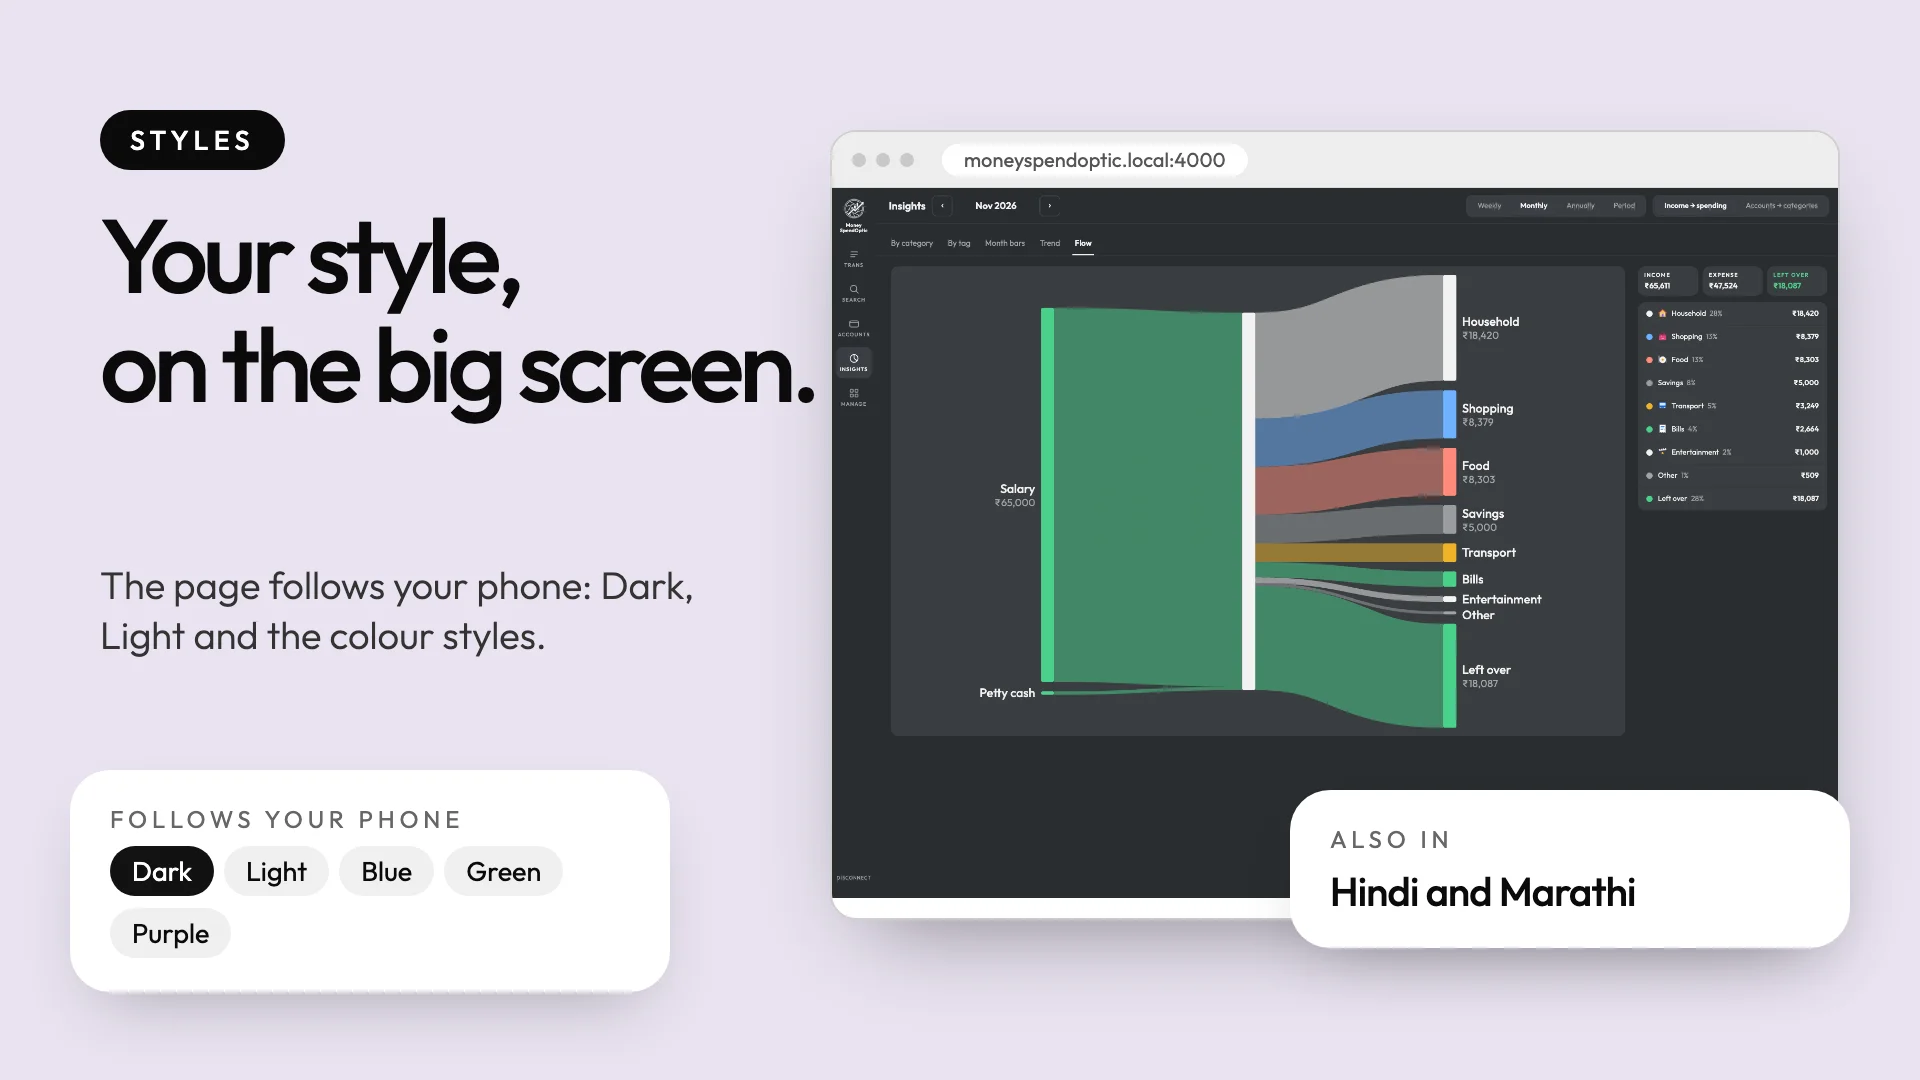 STYLES
Your style,
on the big screen.
The page follows your phone: Dark,
Light and the colour styles.
FOLLOWS YOUR PHONE
Dark Light Blue Green
Purple
moneyspendoptic.local:4000
Money
SpendOptic
TRANS
SEARCH
ACCOUNTS
INSIGHTS
MANAGE
DISCONNECT
Insights ‹ Nov 2026 ›
Weekly Monthly Annually Period
Income → spending Accounts → categories
By category By tag Month bars Trend Flow
Salary
₹65,000
Petty cash
Household
₹18,420
Shopping
₹8,379
Food
₹8,303
Savings
₹5,000
Transport
Bills
Entertainment
Other
Left over
₹18,087
INCOME
₹65,611
EXPENSE
₹47,524
LEFT OVER
₹18,087
Household 28% ₹18,420
Shopping 13% ₹8,379
Food 13% ₹8,303
Savings 8% ₹5,000
Transport 5% ₹3,249
Bills 4% ₹2,664
Entertainment 2% ₹1,000
Other 1% ₹509
Left over 28% ₹18,087
ALSO IN
Hindi and Marathi